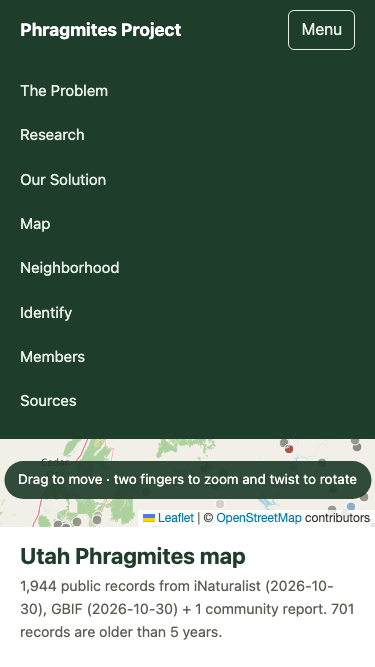 Phragmites Project
Menu
The Problem
Research
Our Solution
Map
Neighborhood
Identify
Members
Sources
Drag to move · two fingers to zoom and twist to rotate
Leaflet | © OpenStreetMap contributors
Utah Phragmites map
1,944 public records from iNaturalist (2026-10-
30), GBIF (2026-10-30) + 1 community report. 701
records are older than 5 years.